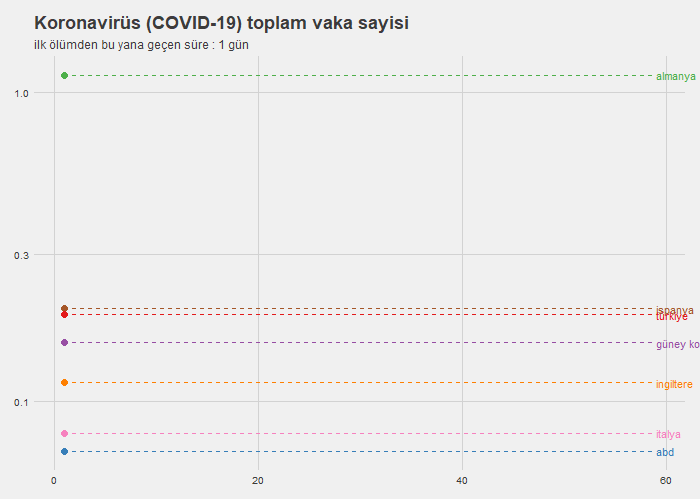 Koronavirüs (COVID-19) toplam vaka sayisi
ilk ölümden bu yana geçen süre : 1 gün
almanya
1.0
0.3
ispanya
türkiye
güney ko
ingiltere
0.1
italya
abd
0
20
40
60